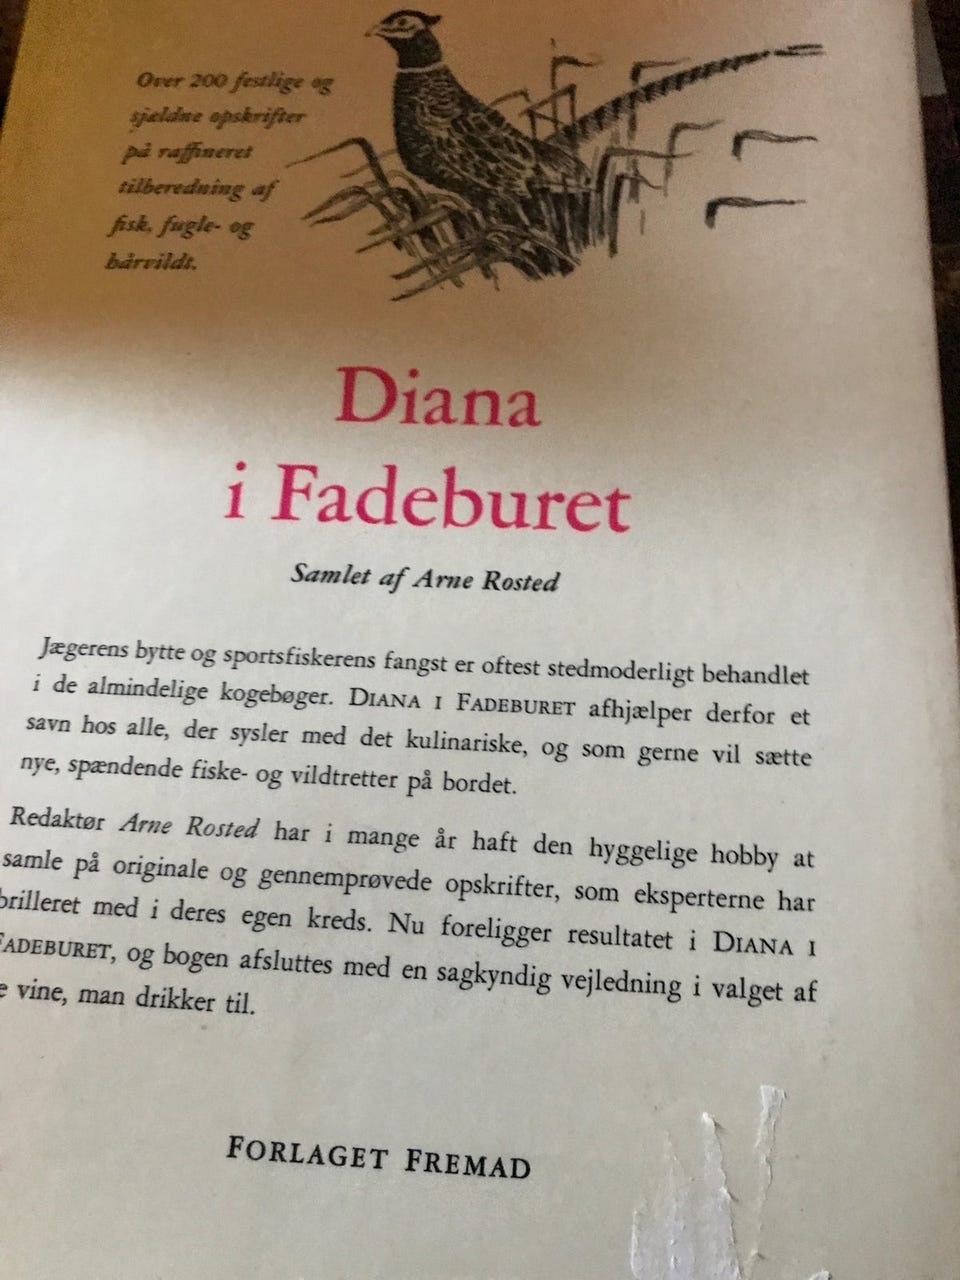 Over 200 festlige og
sjældne opskrifter
på raffineret
tilberedning af
fisk, fugle- og
hårvildt.
Diana
i Fadeburet
Samlet af Arne Rosted
Jægerens bytte og sportsfiskerens fangst er oftest stedmoderligt behandlet
i de almindelige kogebøger. DIANA I FADEBURET afhjælper derfor et
savn hos alle, der sysler med det kulinariske, og som gerne vil sætte
nye, spændende fiske- og vildtretter på bordet.
Redaktør Arne Rosted har i mange år haft den hyggelige hobby at
samle på originale og gennemprøvede opskrifter, som eksperterne har
brilleret med i deres egen kreds. Nu foreligger resultatet i DIANA I
FADEBURET, og bogen afsluttes med en sagkyndig vejledning i valget af
vine, man drikker til.
FORLAGET FREMAD